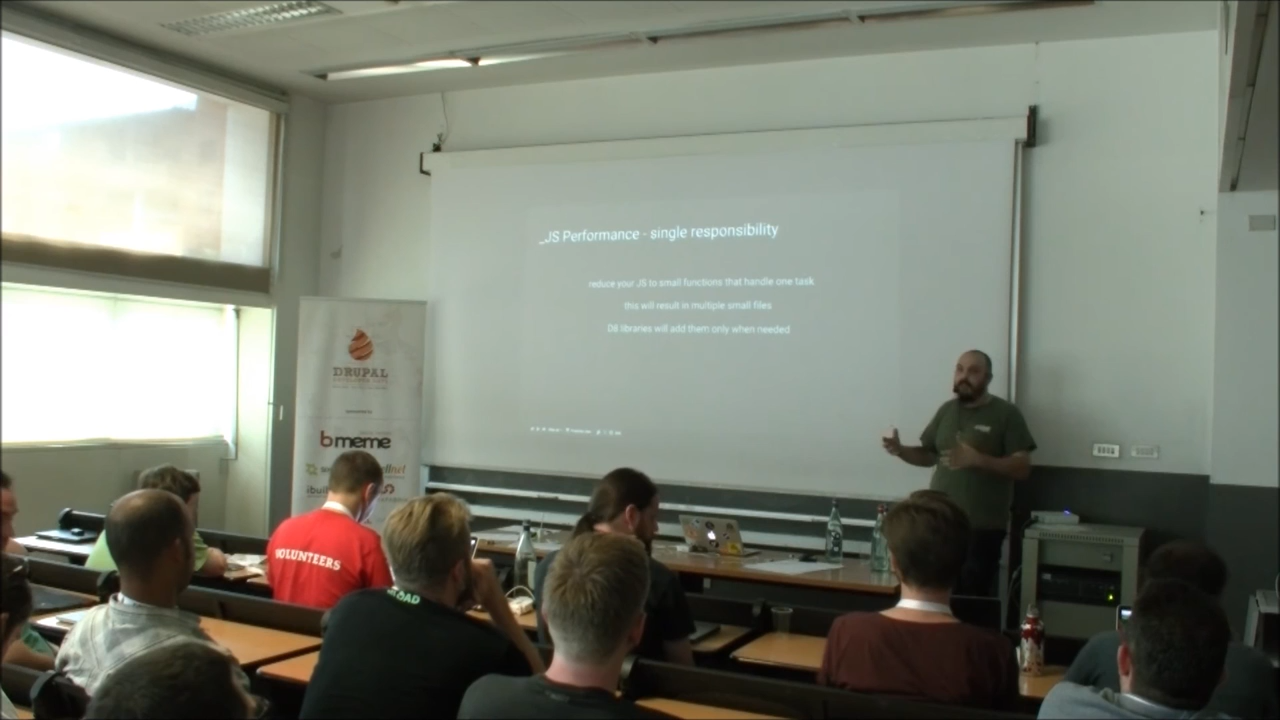 _JS Performance - single responsibility
reduce your JS to small functions that handle one task
this will result in multiple small files
D8 libraries will add them only when needed
DRUPAL
bmeme
VOLUNTEERS